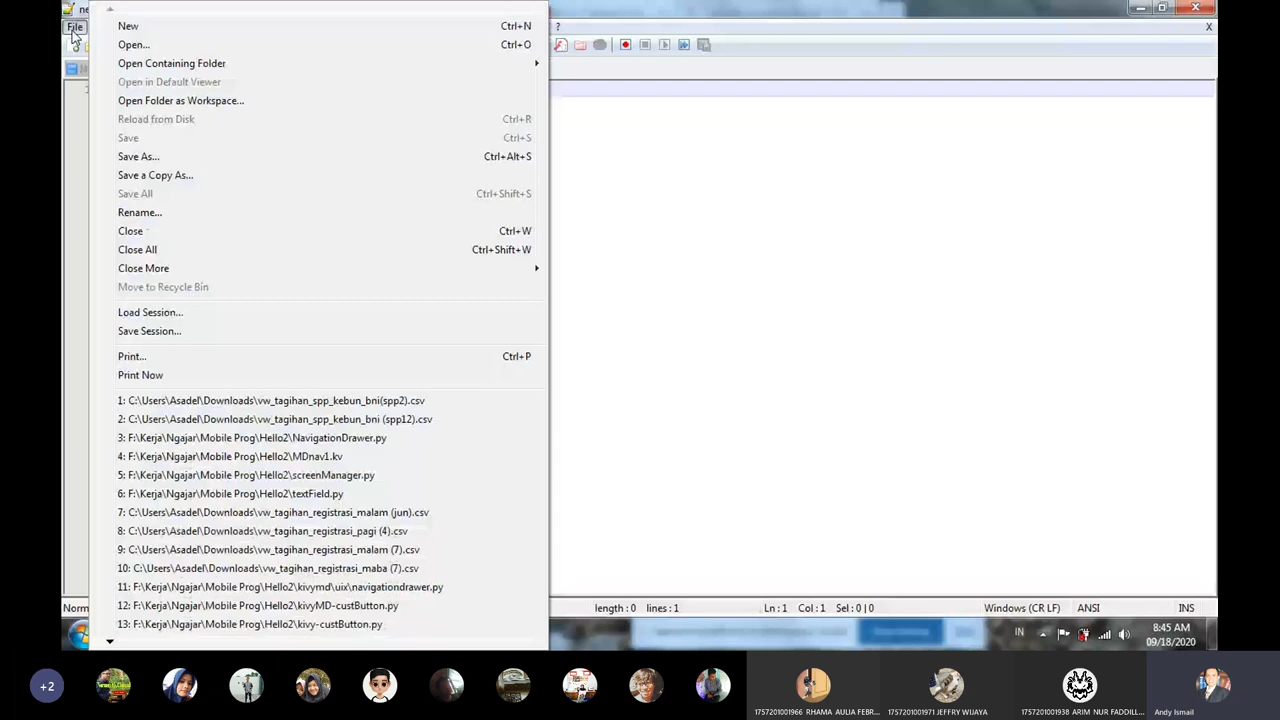 File
?
X
New Ctrl+N
Open... Ctrl+O
Open Containing Folder
Open in Default Viewer
Open Folder as Workspace...
Reload from Disk Ctrl+R
Save Ctrl+S
Save As... Ctrl+Alt+S
Save a Copy As...
Save All Ctrl+Shift+S
Rename...
Close Ctrl+W
Close All Ctrl+Shift+W
Close More
Move to Recycle Bin
Load Session...
Save Session...
Print... Ctrl+P
Print Now
1: C:\Users\Asadel\Downloads\vw_tagihan_spp_kebun_bni(spp2).csv
2: C:\Users\Asadel\Downloads\vw_tagihan_spp_kebun_bni (spp12).csv
3: F:\Kerja\Ngajar\Mobile Prog\Hello2\NavigationDrawer.py
4: F:\Kerja\Ngajar\Mobile Prog\Hello2\MDnav1.kv
5: F:\Kerja\Ngajar\Mobile Prog\Hello2\screenManager.py
6: F:\Kerja\Ngajar\Mobile Prog\Hello2\textField.py
7: C:\Users\Asadel\Downloads\vw_tagihan_registrasi_malam (jun).csv
8: C:\Users\Asadel\Downloads\vw_tagihan_registrasi_pagi (4).csv
9: C:\Users\Asadel\Downloads\vw_tagihan_registrasi_malam (7).csv
10: C:\Users\Asadel\Downloads\vw_tagihan_registrasi_maba (7).csv
11: F:\Kerja\Ngajar\Mobile Prog\Hello2\kivymd\uix\navigationdrawer.py
12: F:\Kerja\Ngajar\Mobile Prog\Hello2\kivyMD-custButton.py
13: F:\Kerja\Ngajar\Mobile Prog\Hello2\kivy-custButton.py
Norm length : 0 lines : 1 Ln : 1 Col : 1 Sel : 0 | 0 Windows (CR LF) ANSI INS
IN 8:45 AM
09/18/2020
+2
1757201001966 RHAMA AULIA FEBR... 1757201001971 JEFFRY WIJAYA 1757201001938 ARIM NUR FADDILL... Andy Ismail